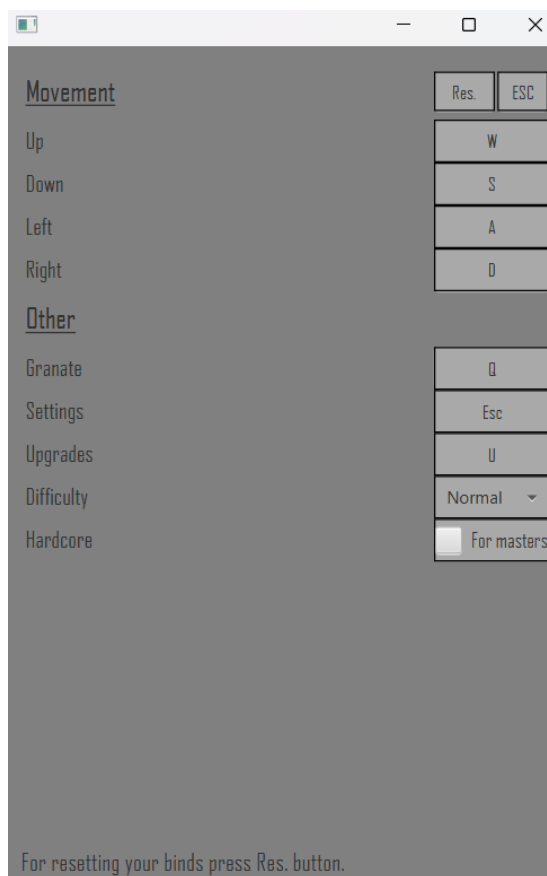 Movement Res. ESC
Up W
Down S
Left A
Right D
Other
Granate Q
Settings Esc
Upgrades U
Difficulty Normal
Hardcore For masters
For resetting your binds press Res. button.